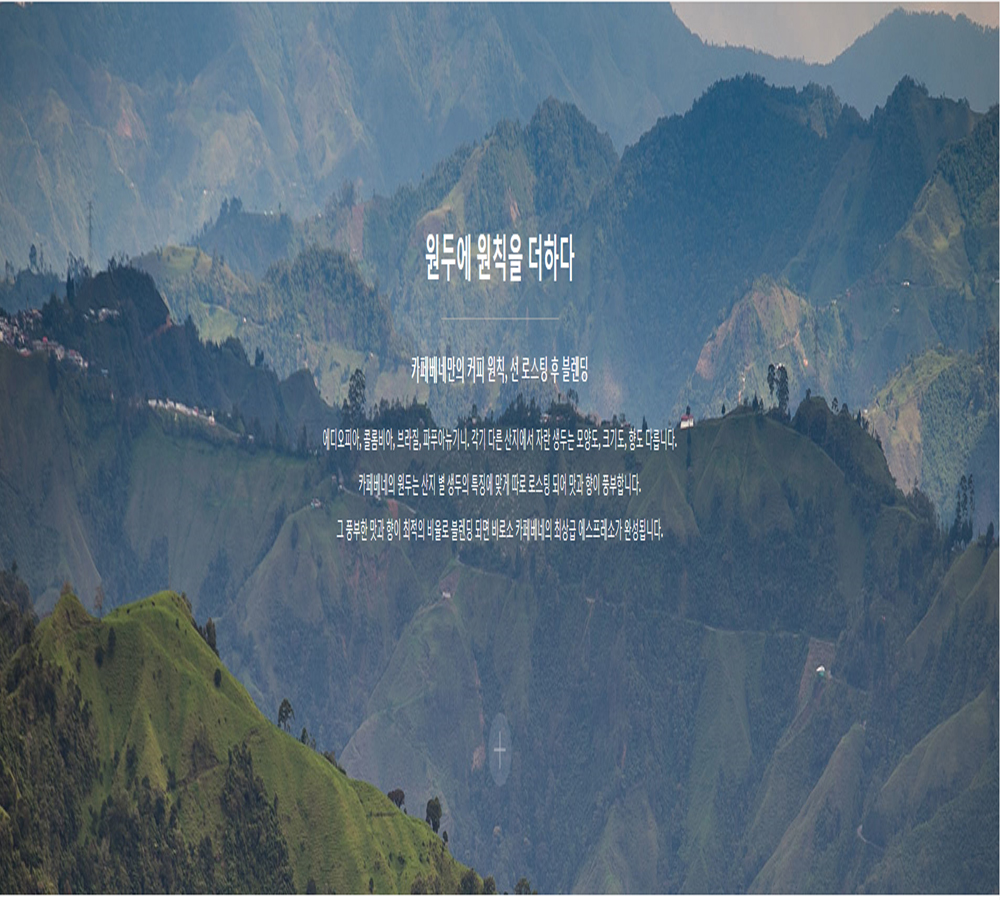 원두에 원칙을 더하다
카페베네만의 커피 원칙, 선 로스팅 후 블렌딩
에디오피아, 콜롬비아, 브라질, 파푸아뉴기니, 각기 다른 산지에서 자란 생두는 모양도, 크기도, 향도 다릅니다.
카페베네의 원두는 산지 별 생두의 특징에 맞게 따로 로스팅 되어 맛과 향이 풍부합니다.
그 풍부한 맛과 향이 최적의 비율로 블렌딩 되면 비로소 카페베네의 최상급 에스프레소가 완성됩니다.